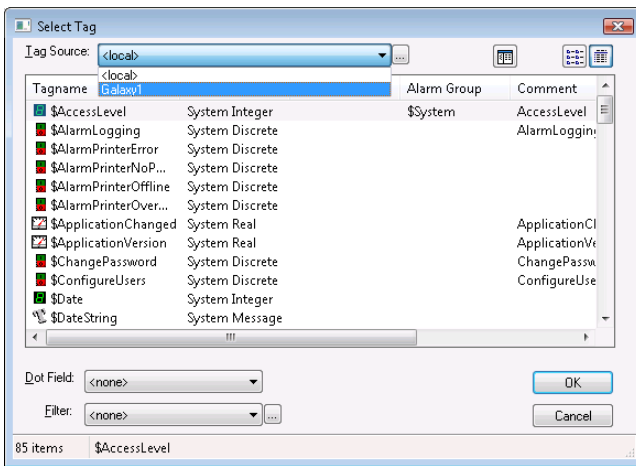 Select Tag
Tag Source: <local> ...
<local>
Galaxy1
Tagname Alarm Group Comment
$AccessLevel System Integer $System AccessLevel
$AlarmLogging System Discrete AlarmLogging
$AlarmPrinterError System Discrete
$AlarmPrinterNoP... System Discrete
$AlarmPrinterOffline System Discrete
$AlarmPrinterOver... System Discrete
$ApplicationChanged System Real ApplicationCl
$ApplicationVersion System Real ApplicationVe
$ChangePassword System Discrete ChangePassw
$ConfigureUsers System Discrete ConfigureUse
$Date System Integer
$DateString System Message
Dot Field: <none> OK
Filter: <none> ... Cancel
85 items $AccessLevel